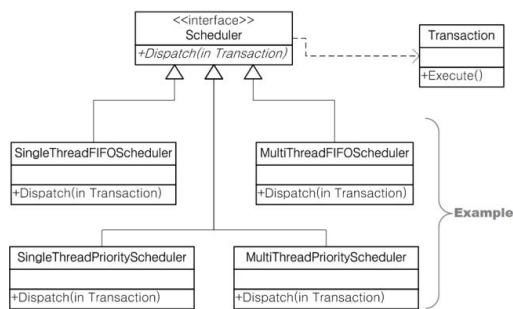 <<interface>>
Scheduler
+Dispatch(in Transaction)
Transaction
+Execute()
SingleThreadFIFOScheduler
+Dispatch(in Transaction)
MultiThreadFIFOScheduler
+Dispatch(in Transaction)
Example
SingleThreadPriorityScheduler
+Dispatch(in Transaction)
MultiThreadPriorityScheduler
+Dispatch(in Transaction)